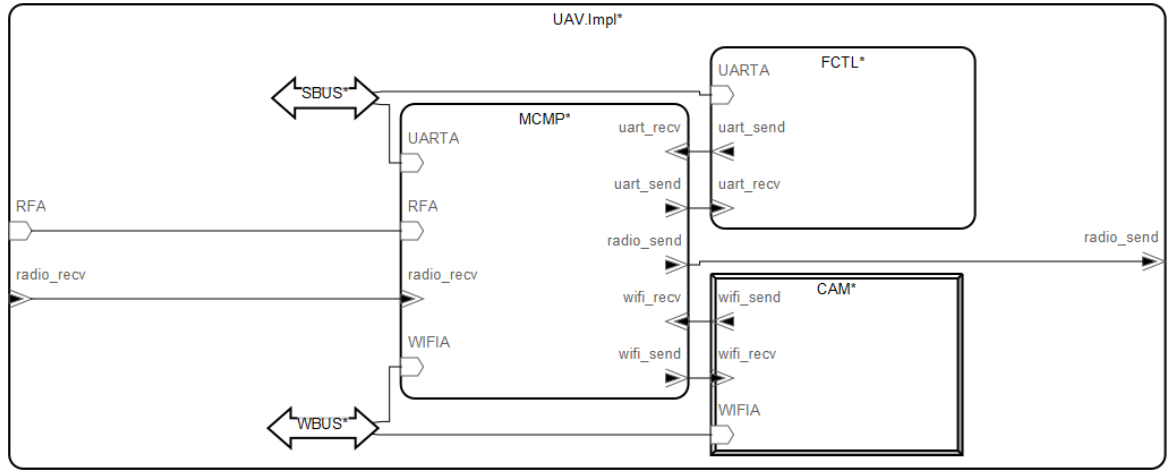 UAV.Impl*
SBUS*
UARTA
FCTL*
MCMP*
UARTA
uart_recv
uart_send
uart_send
uart_recv
RFA
RFA
radio_send
radio_send
radio_recv
radio_recv
wifi_recv
wifi_send
CAM*
WIFIA
wifi_send
wifi_recv
WBUS*
WIFIA